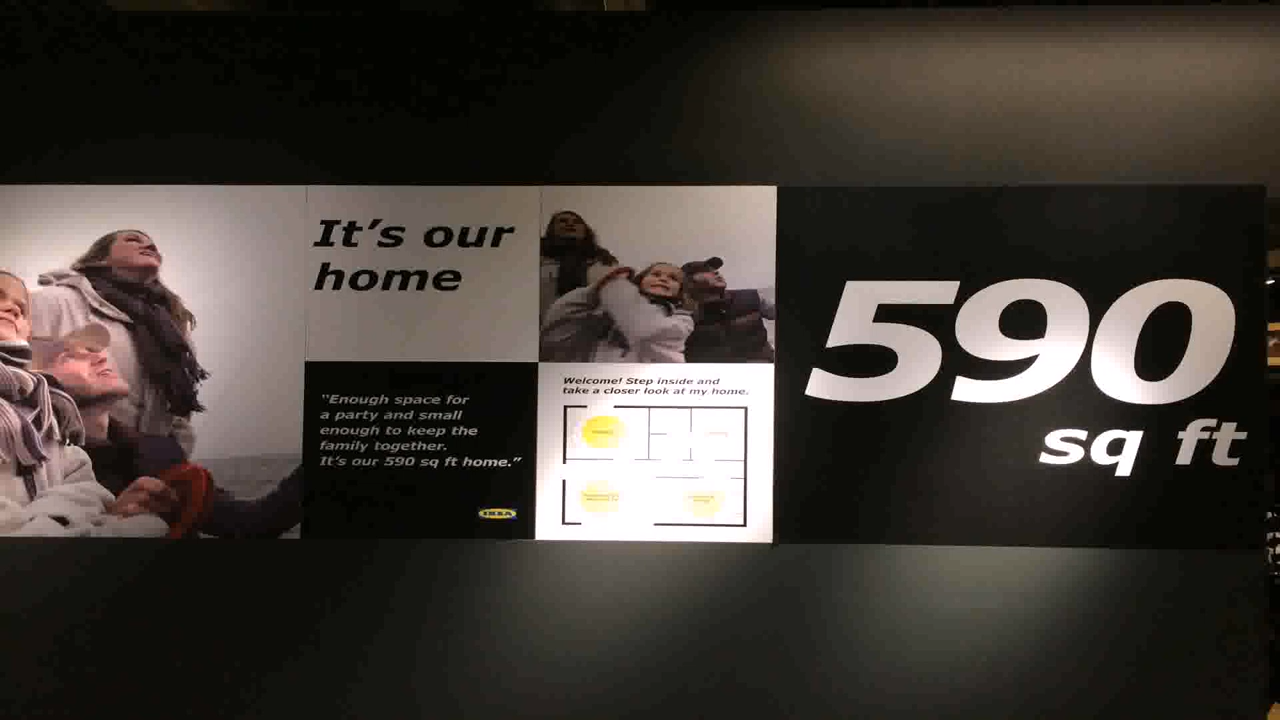 It's our
home
"Enough space for
a party and small
enough to keep the
family together.
It's our 590 sq ft home."
IKEA
Welcome! Step inside and
take a closer look at my home.
590
sq ft